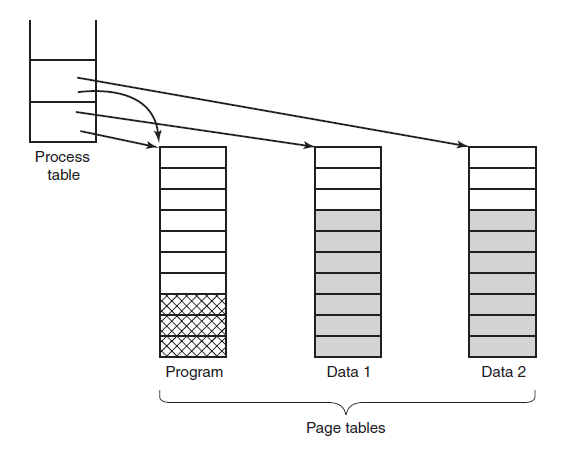 Process
table
Program
Data 1
Data 2
Page tables